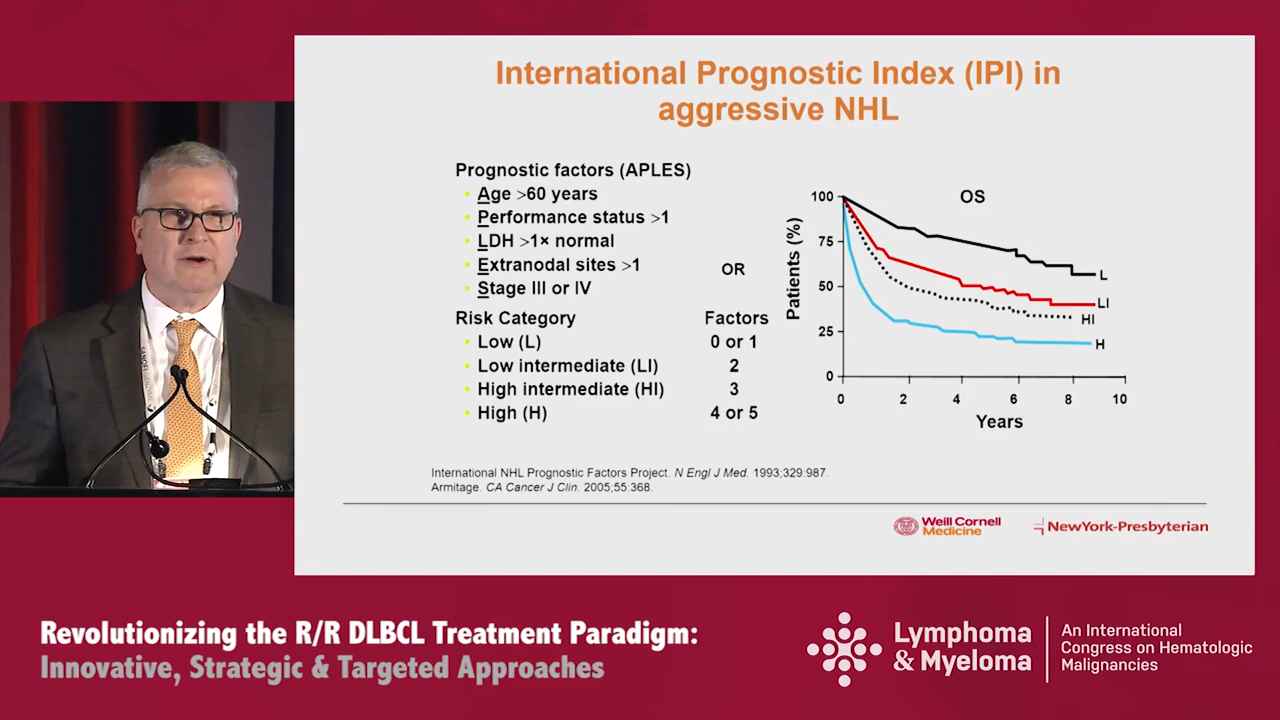 International Prognostic Index (IPI) in
aggressive NHL
Prognostic factors (APLES)
• Age >60 years
• Performance status >1
• LDH >1× normal
• Extranodal sites >1
• Stage III or IV
OR
Risk Category Factors
• Low (L) 0 or 1
• Low intermediate (LI) 2
• High intermediate (HI) 3
• High (H) 4 or 5
OS
Patients (%)
100
75
50
25
0
L
LI
HI
H
0 2 4 6 8 10
Years
International NHL Prognostic Factors Project. N Engl J Med. 1993;329:987.
Armitage. CA Cancer J Clin. 2005;55:368.
Weill Cornell
Medicine
NewYork-Presbyterian
Revolutionizing the R/R DLBCL Treatment Paradigm:
Innovative, Strategic & Targeted Approaches
Lymphoma
& Myeloma
An International
Congress on Hematologic
Malignancies